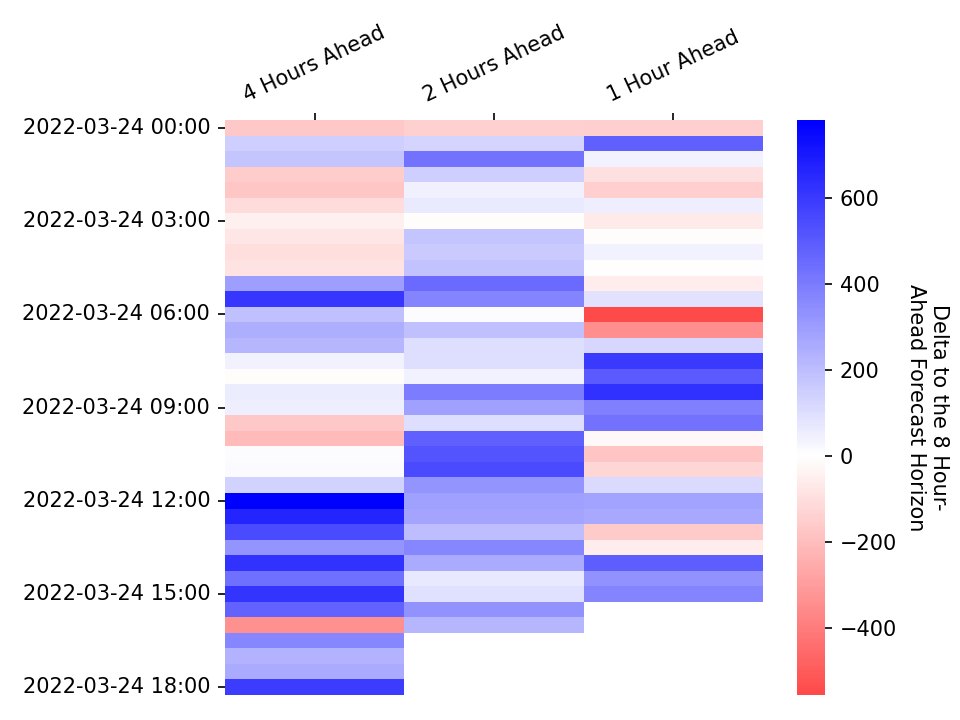 4 Hours Ahead
2 Hours Ahead
1 Hour Ahead
2022-03-24 00:00
2022-03-24 03:00
2022-03-24 06:00
2022-03-24 09:00
2022-03-24 12:00
2022-03-24 15:00
2022-03-24 18:00
600
400
200
0
−200
−400
Delta to the 8 Hour-
Ahead Forecast Horizon